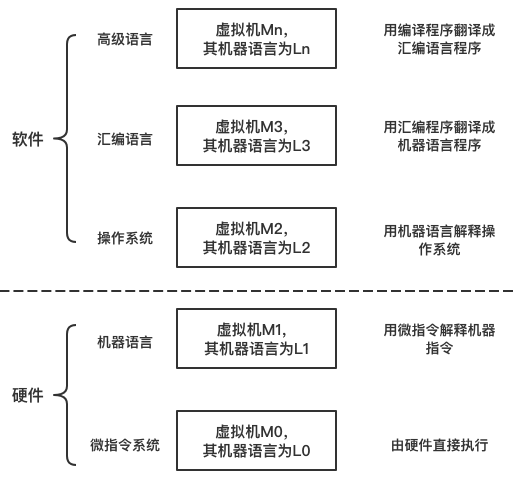 高级语言
虚拟机Mn，
其机器语言为Ln
用编译程序翻译成
汇编语言程序
软件
汇编语言
虚拟机M3，
其机器语言为L3
用汇编程序翻译成
机器语言程序
操作系统
虚拟机M2，
其机器语言为L2
用机器语言解释操
作系统
机器语言
虚拟机M1，
其机器语言为L1
用微指令解释机器
指令
硬件
微指令系统
虚拟机M0，
其机器语言为L0
由硬件直接执行